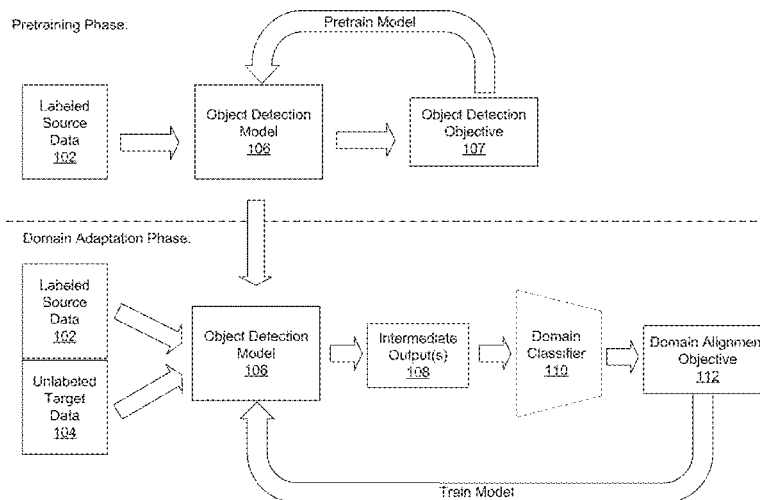 Pretraining Phase:
Pretrain Model
Labeled
Source
Data
102
Object Detection
Model
106
Object Detection
Objective
107
Domain Adaptation Phase:
Labeled
Source
Data
102
Unlabeled
Target
Data
104
Object Detection
Model
106
Intermediate
Output(s)
108
Domain
Classifier
110
Domain Alignment
Objective
112
Train Model